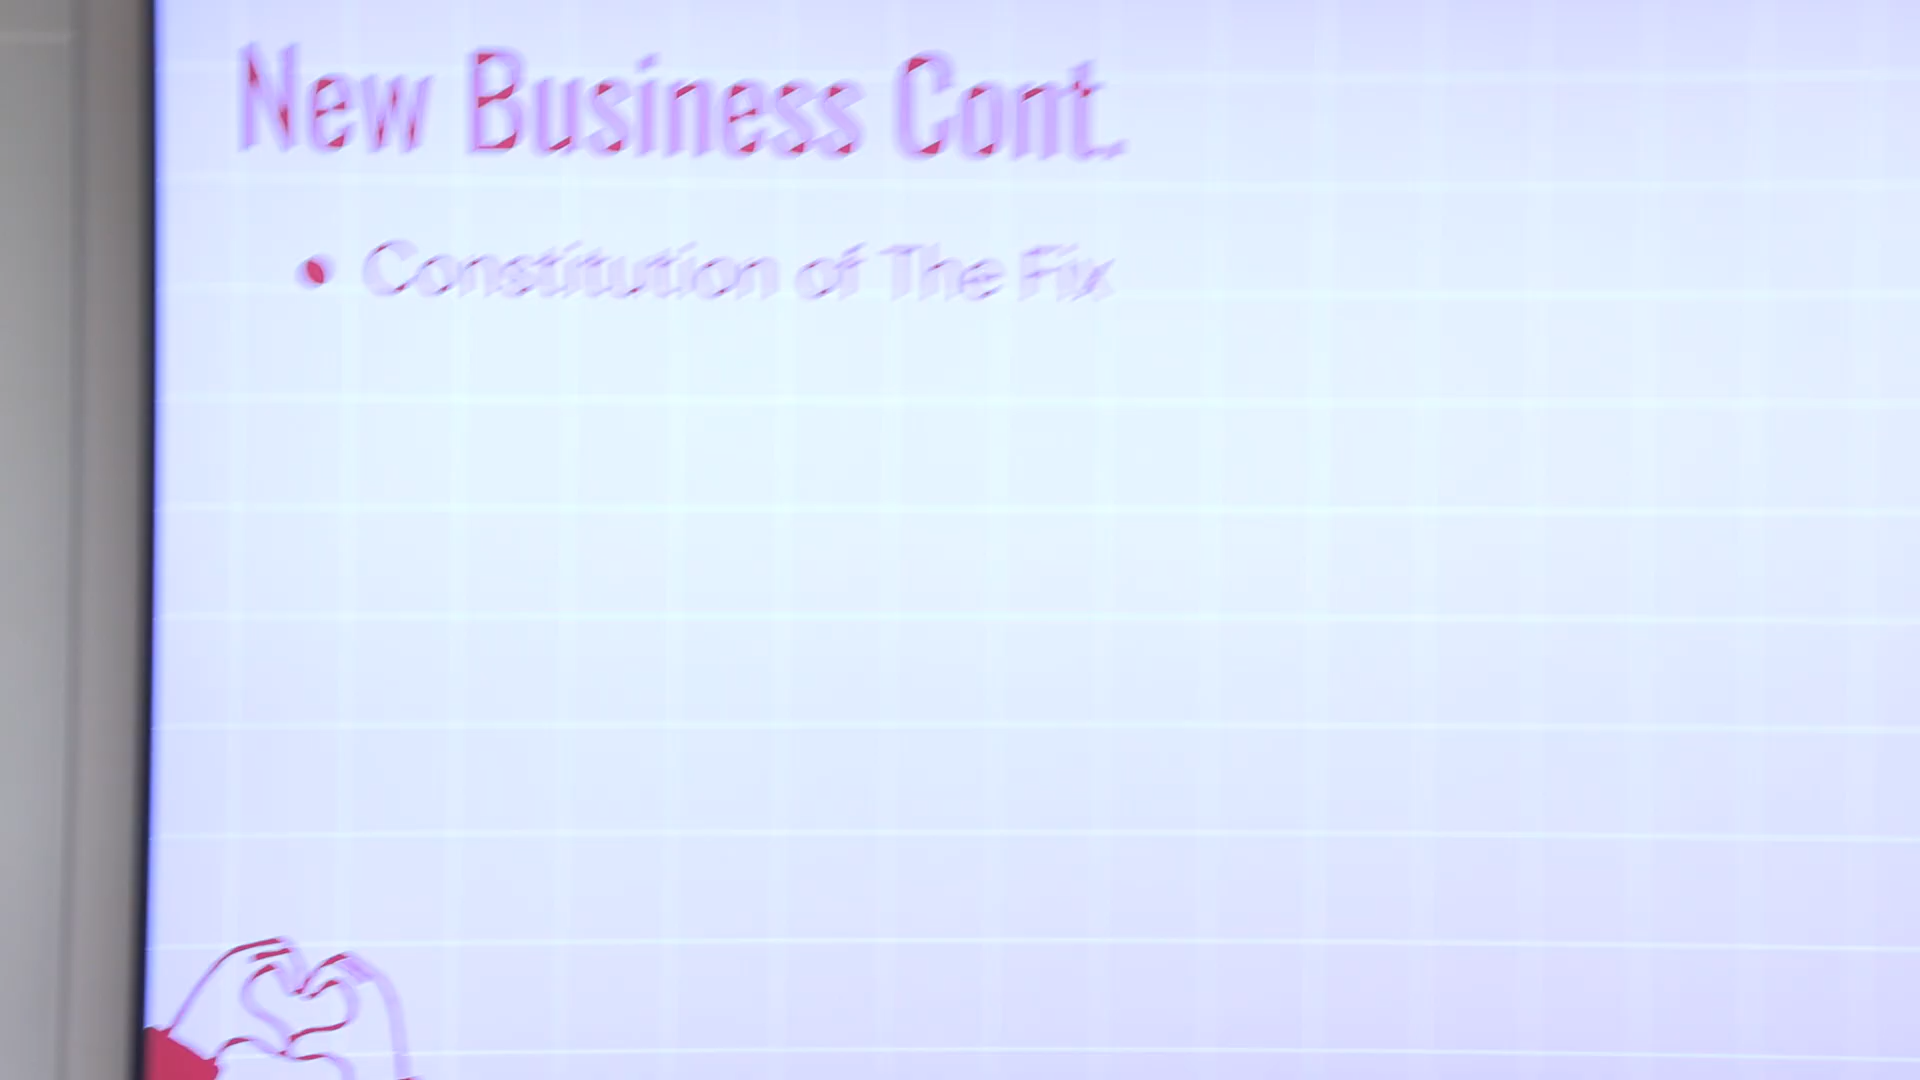 New Business Cont.
• Constitution of The Fix